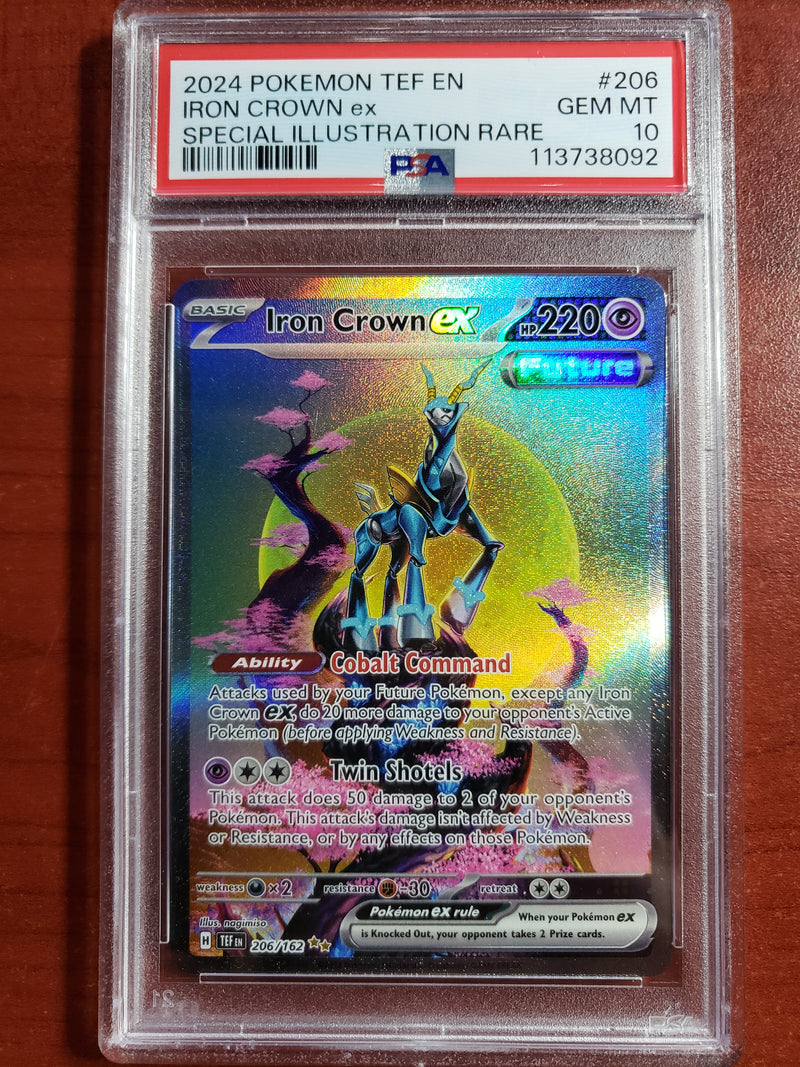 2024 POKEMON TEF EN #206
IRON CROWN ex GEM MT
SPECIAL ILLUSTRATION RARE 10
PSA 113738092
BASIC Iron Crown ex HP 220
Future
Ability Cobalt Command
Attacks used by your Future Pokémon, except any Iron
Crown ex, do 20 more damage to your opponent's Active
Pokémon (before applying Weakness and Resistance).
Twin Shotels
This attack does 50 damage to 2 of your opponent's
Pokémon. This attack's damage isn't affected by Weakness
or Resistance, or by any effects on those Pokémon.
weakness x2 resistance -30 retreat
Illus. nagimiso
Pokémon ex rule When your Pokémon ex
is Knocked Out, your opponent takes 2 Prize cards.
H TEF EN 206/162